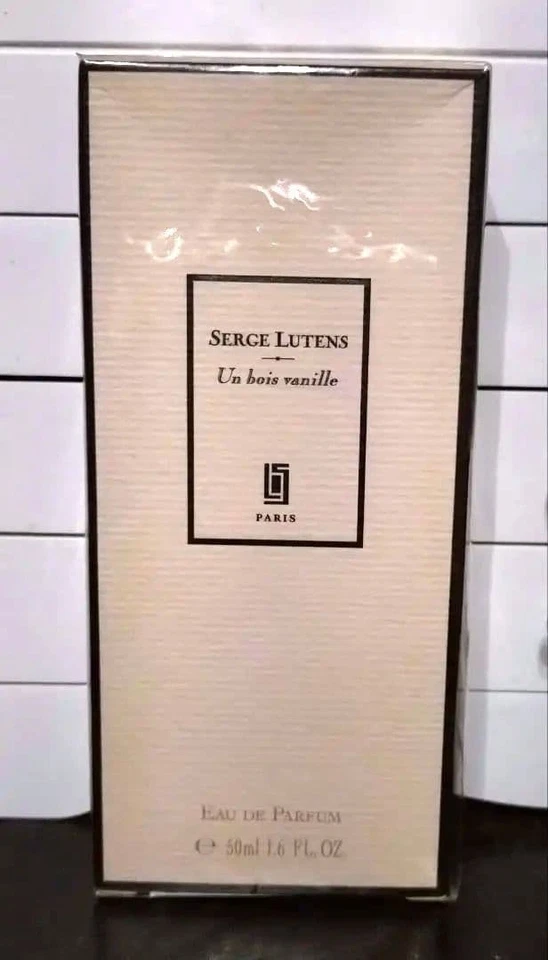 SERGE LUTENS
Un bois vanille
PARIS
EAU DE PARFUM
℮ 50ml 1.6 FL. OZ